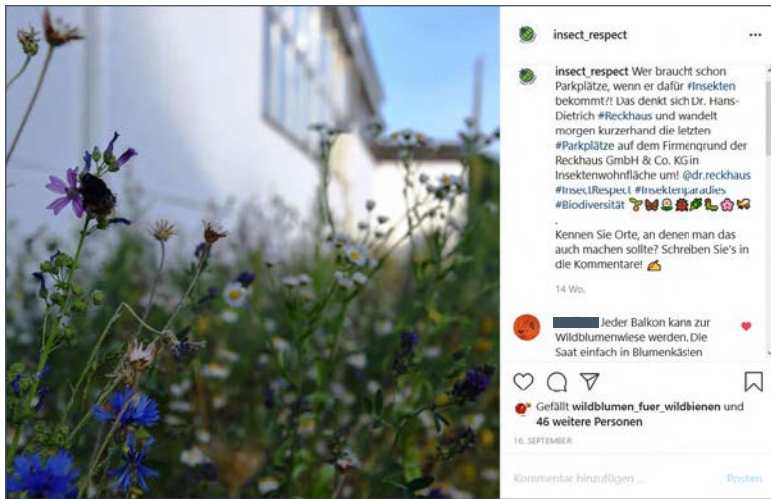 insect_respect
insect_respect Wer braucht schon
Parkplätze, wenn er dafür #Insekten
bekommt?! Das denkt sich Dr. Hans-
Dietrich #Reckhaus und wandelt
morgen kurzerhand die letzten
#Parkplätze auf dem Firmengrund der
Reckhaus GmbH & Co. KG in
Insektenwohnfläche um! @dr.reckhaus
#InsectRespect #Insektenparadies
#Biodiversität 🌱🦋🌼🐞🌿🐛🌸🐝
.
Kennen Sie Orte, an denen man das
auch machen sollte? Schreiben Sie's in
die Kommentare! ✍️
14 Wo.
Jeder Balkon kann zur
Wildblumenwiese werden. Die
Saat einfach in Blumenkästen
Gefällt wildblumen_fuer_wildbienen und
46 weitere Personen
16. SEPTEMBER
Kommentar hinzufügen ...
Posten